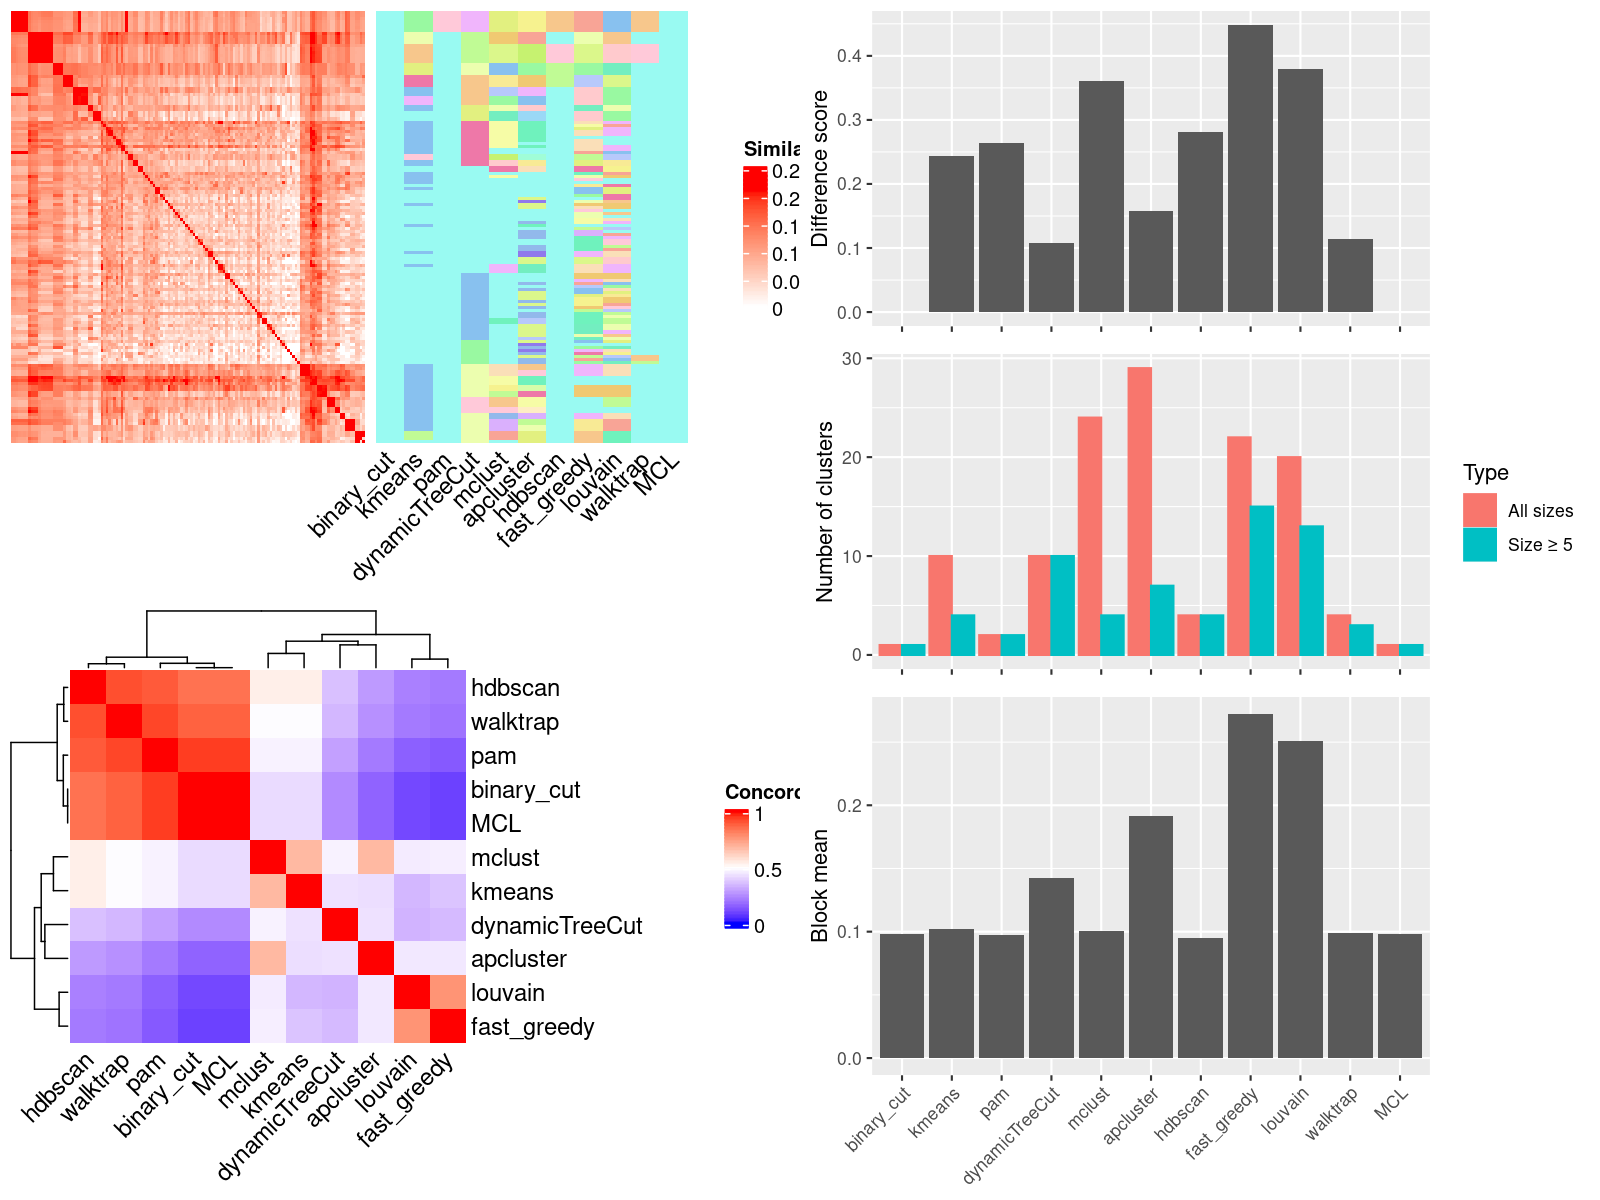 Simila
0.2
0.2
0.1
0.1
0.0
0
binary_cut
kmeans
pam
dynamicTreeCut
mclust
apcluster
hdbscan
fast_greedy
louvain
walktrap
MCL
hdbscan
walktrap
pam
binary_cut
MCL
mclust
kmeans
dynamicTreeCut
apcluster
louvain
fast_greedy
hdbscan
walktrap
pam
binary_cut
MCL
mclust
kmeans
dynamicTreeCut
apcluster
louvain
fast_greedy
Concord
1
0.5
0
Difference score
0.4
0.3
0.2
0.1
0.0
Number of clusters
30
20
10
0
Type
All sizes
Size ≥ 5
Block mean
0.2
0.1
0.0
binary_cut
kmeans
pam
dynamicTreeCut
mclust
apcluster
hdbscan
fast_greedy
louvain
walktrap
MCL